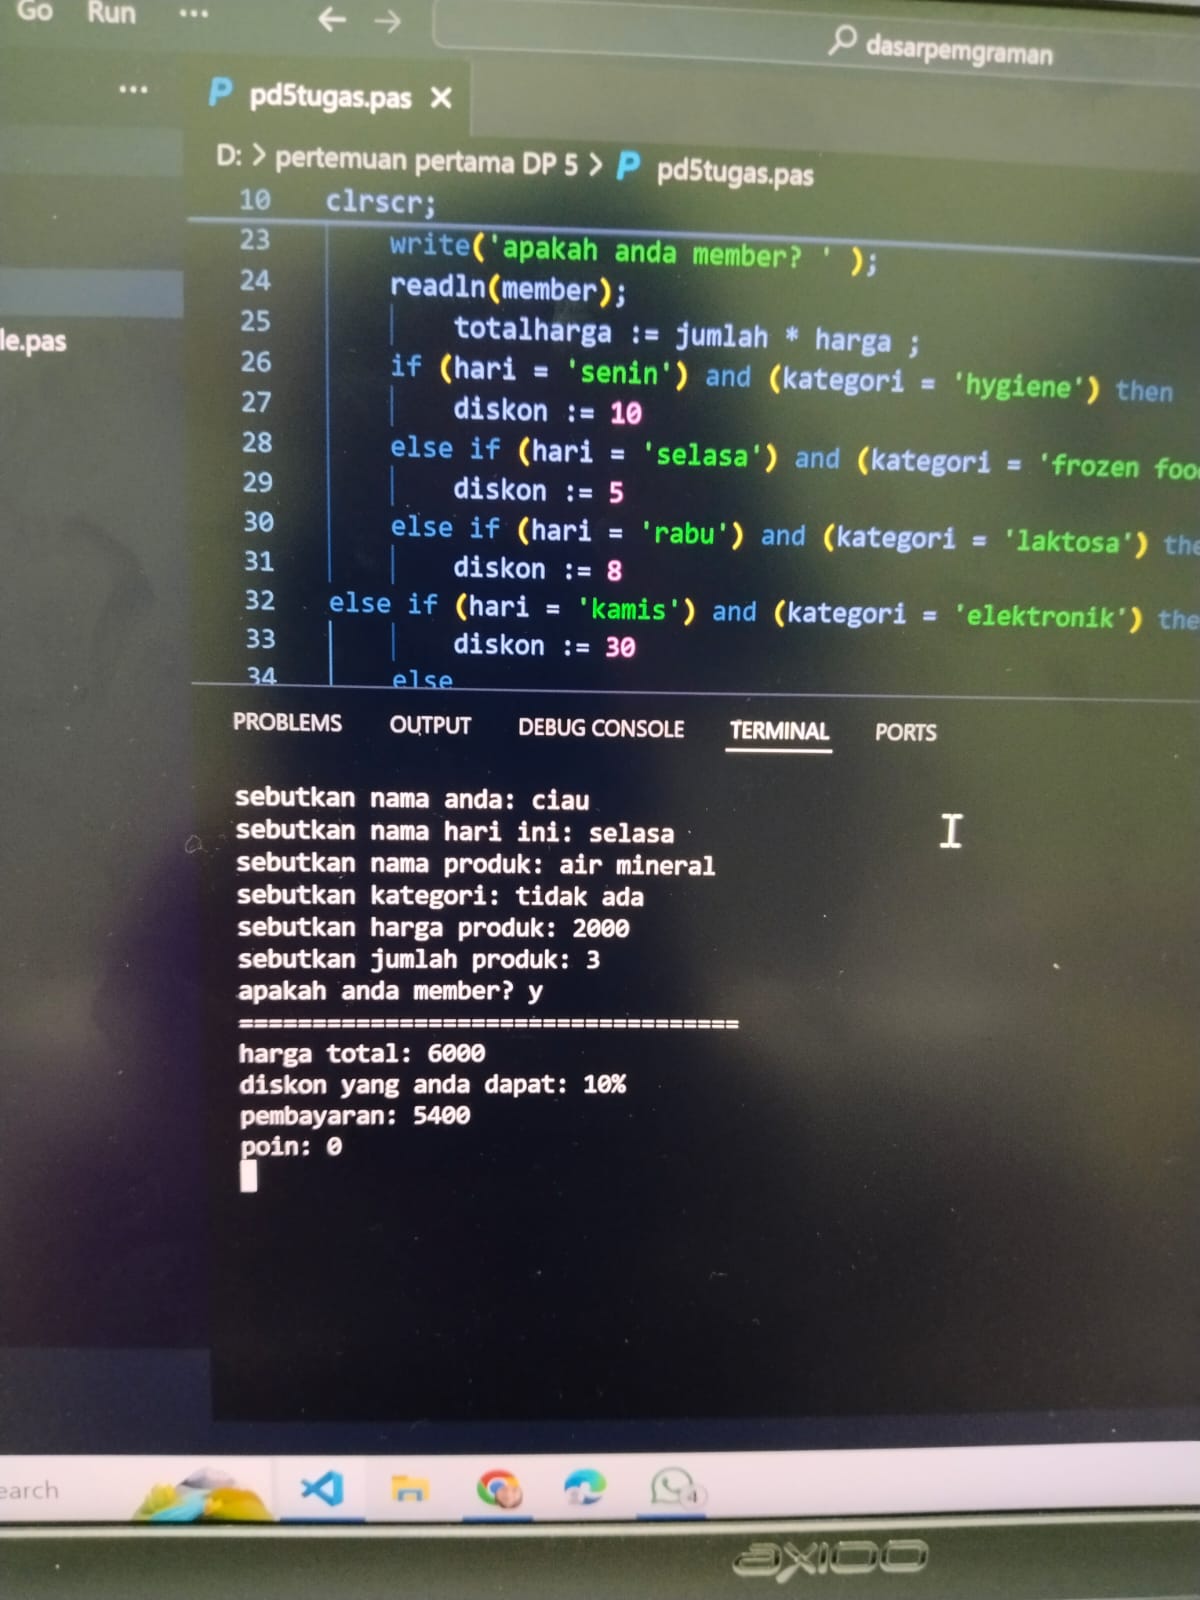 Go Run ...
dasarpemgraman
...
P pd5tugas.pas X
D: > pertemuan pertama DP 5 > P pd5tugas.pas
10 clrscr;
23 write('apakah anda member? ' );
24 readln(member);
25 totalharga := jumlah * harga ;
26 if (hari = 'senin') and (kategori = 'hygiene') then
27 diskon := 10
28 else if (hari = 'selasa') and (kategori = 'frozen foo
29 diskon := 5
30 else if (hari = 'rabu') and (kategori = 'laktosa') the
31 diskon := 8
32 else if (hari = 'kamis') and (kategori = 'elektronik') the
33 diskon := 30
34 else
le.pas
PROBLEMS OUTPUT DEBUG CONSOLE TERMINAL PORTS
sebutkan nama anda: ciau
sebutkan nama hari ini: selasa
sebutkan nama produk: air mineral
sebutkan kategori: tidak ada
sebutkan harga produk: 2000
sebutkan jumlah produk: 3
apakah anda member? y
===================================
harga total: 6000
diskon yang anda dapat: 10%
pembayaran: 5400
poin: 0
earch
4
axioo